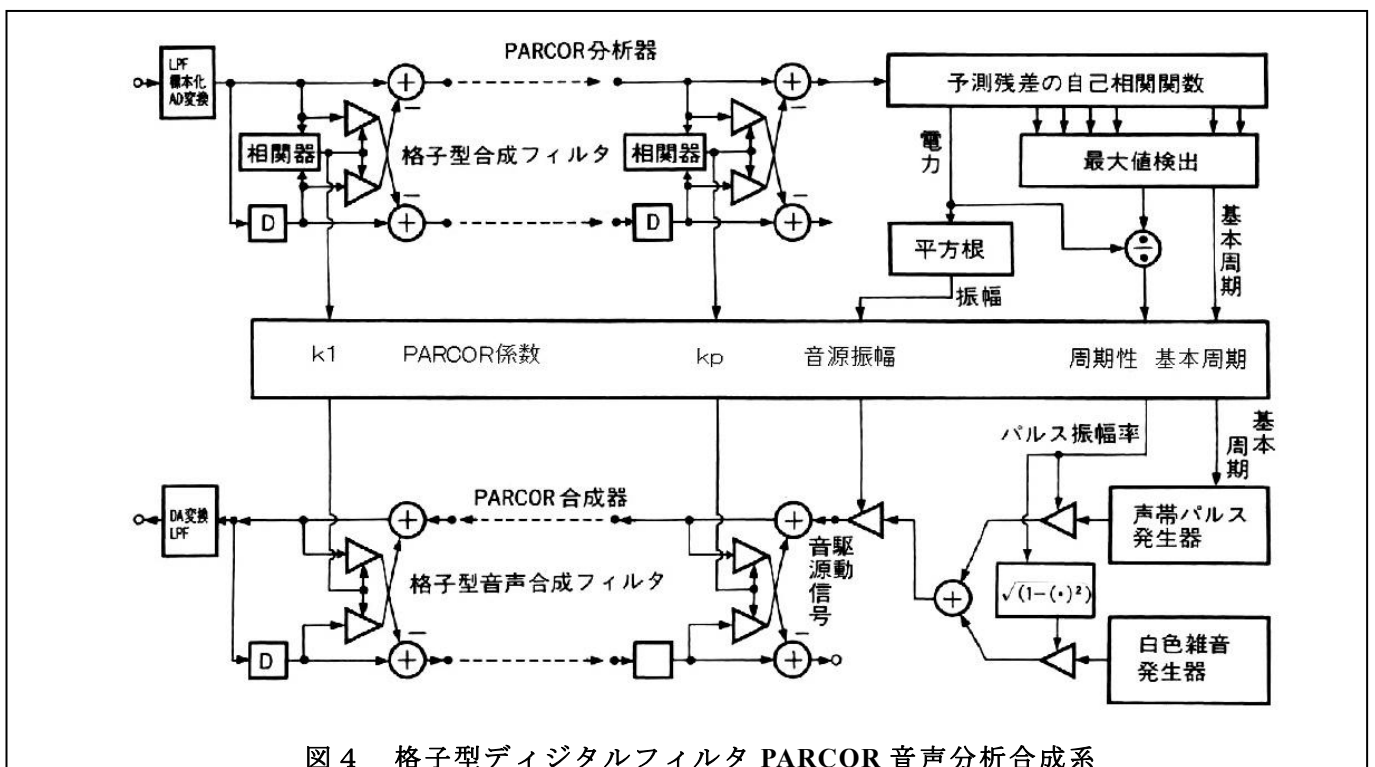 PARCOR分析器
LPF
標本化
AD変換
+
+
予測残差の自己相関関数
−
−
相関器
格子型合成フィルタ
相関器
電力
最大値検出
−
−
D
+
D
+
平方根
÷
基本周期
振幅
k1 PARCOR係数 kp 音源振幅 周期性 基本周期
パルス振幅率
基本周期
PARCOR合成器
DA変換
LPF
+
+
声帯パルス
発生器
格子型音声合成フィルタ
駆動
音源信号
+
√(1-(・)²)
−
−
D
+
+
白色雑音
発生器
図4 格子型ディジタルフィルタ PARCOR 音声分析合成系